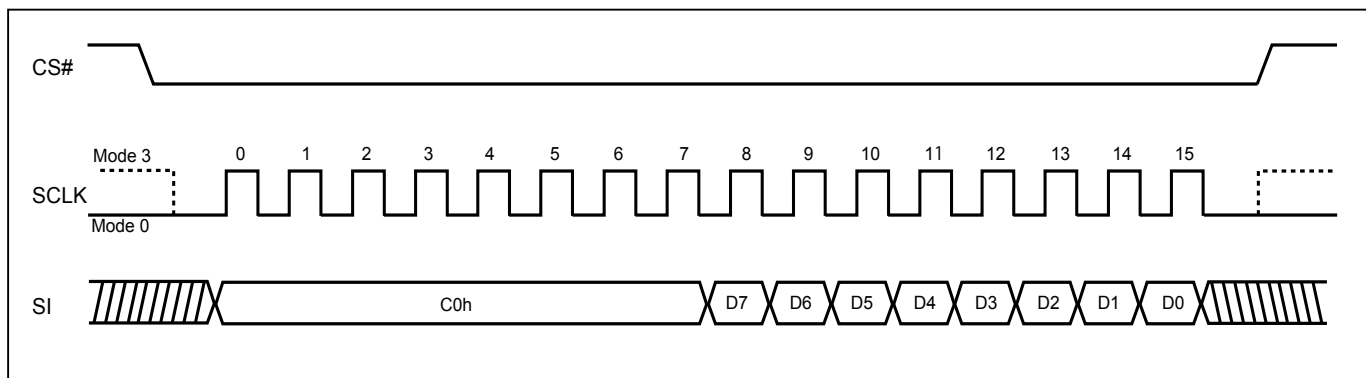 CS#
Mode 3
0 1 2 3 4 5 6 7 8 9 10 11 12 13 14 15
SCLK
Mode 0
SI
C0h D7 D6 D5 D4 D3 D2 D1 D0